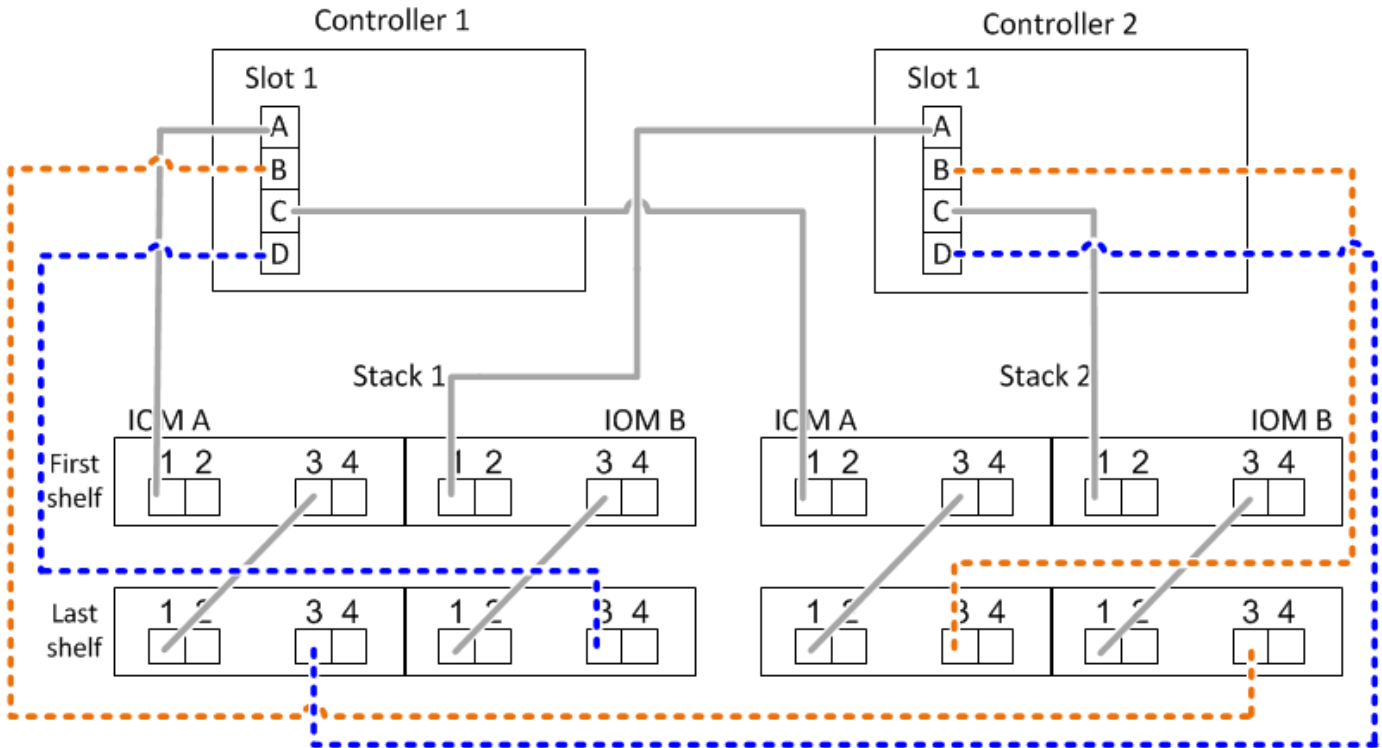 Controller 1
Controller 2
Slot 1
Slot 1
A
A
B
B
C
C
D
D
Stack 1
Stack 2
IOM A
IOM B
IOM A
IOM B
First
shelf
1 2
3 4
1 2
3 4
1 2
3 4
1 2
3 4
Last
shelf
1 2
3 4
1 2
3 4
1 2
3 4
1 2
3 4